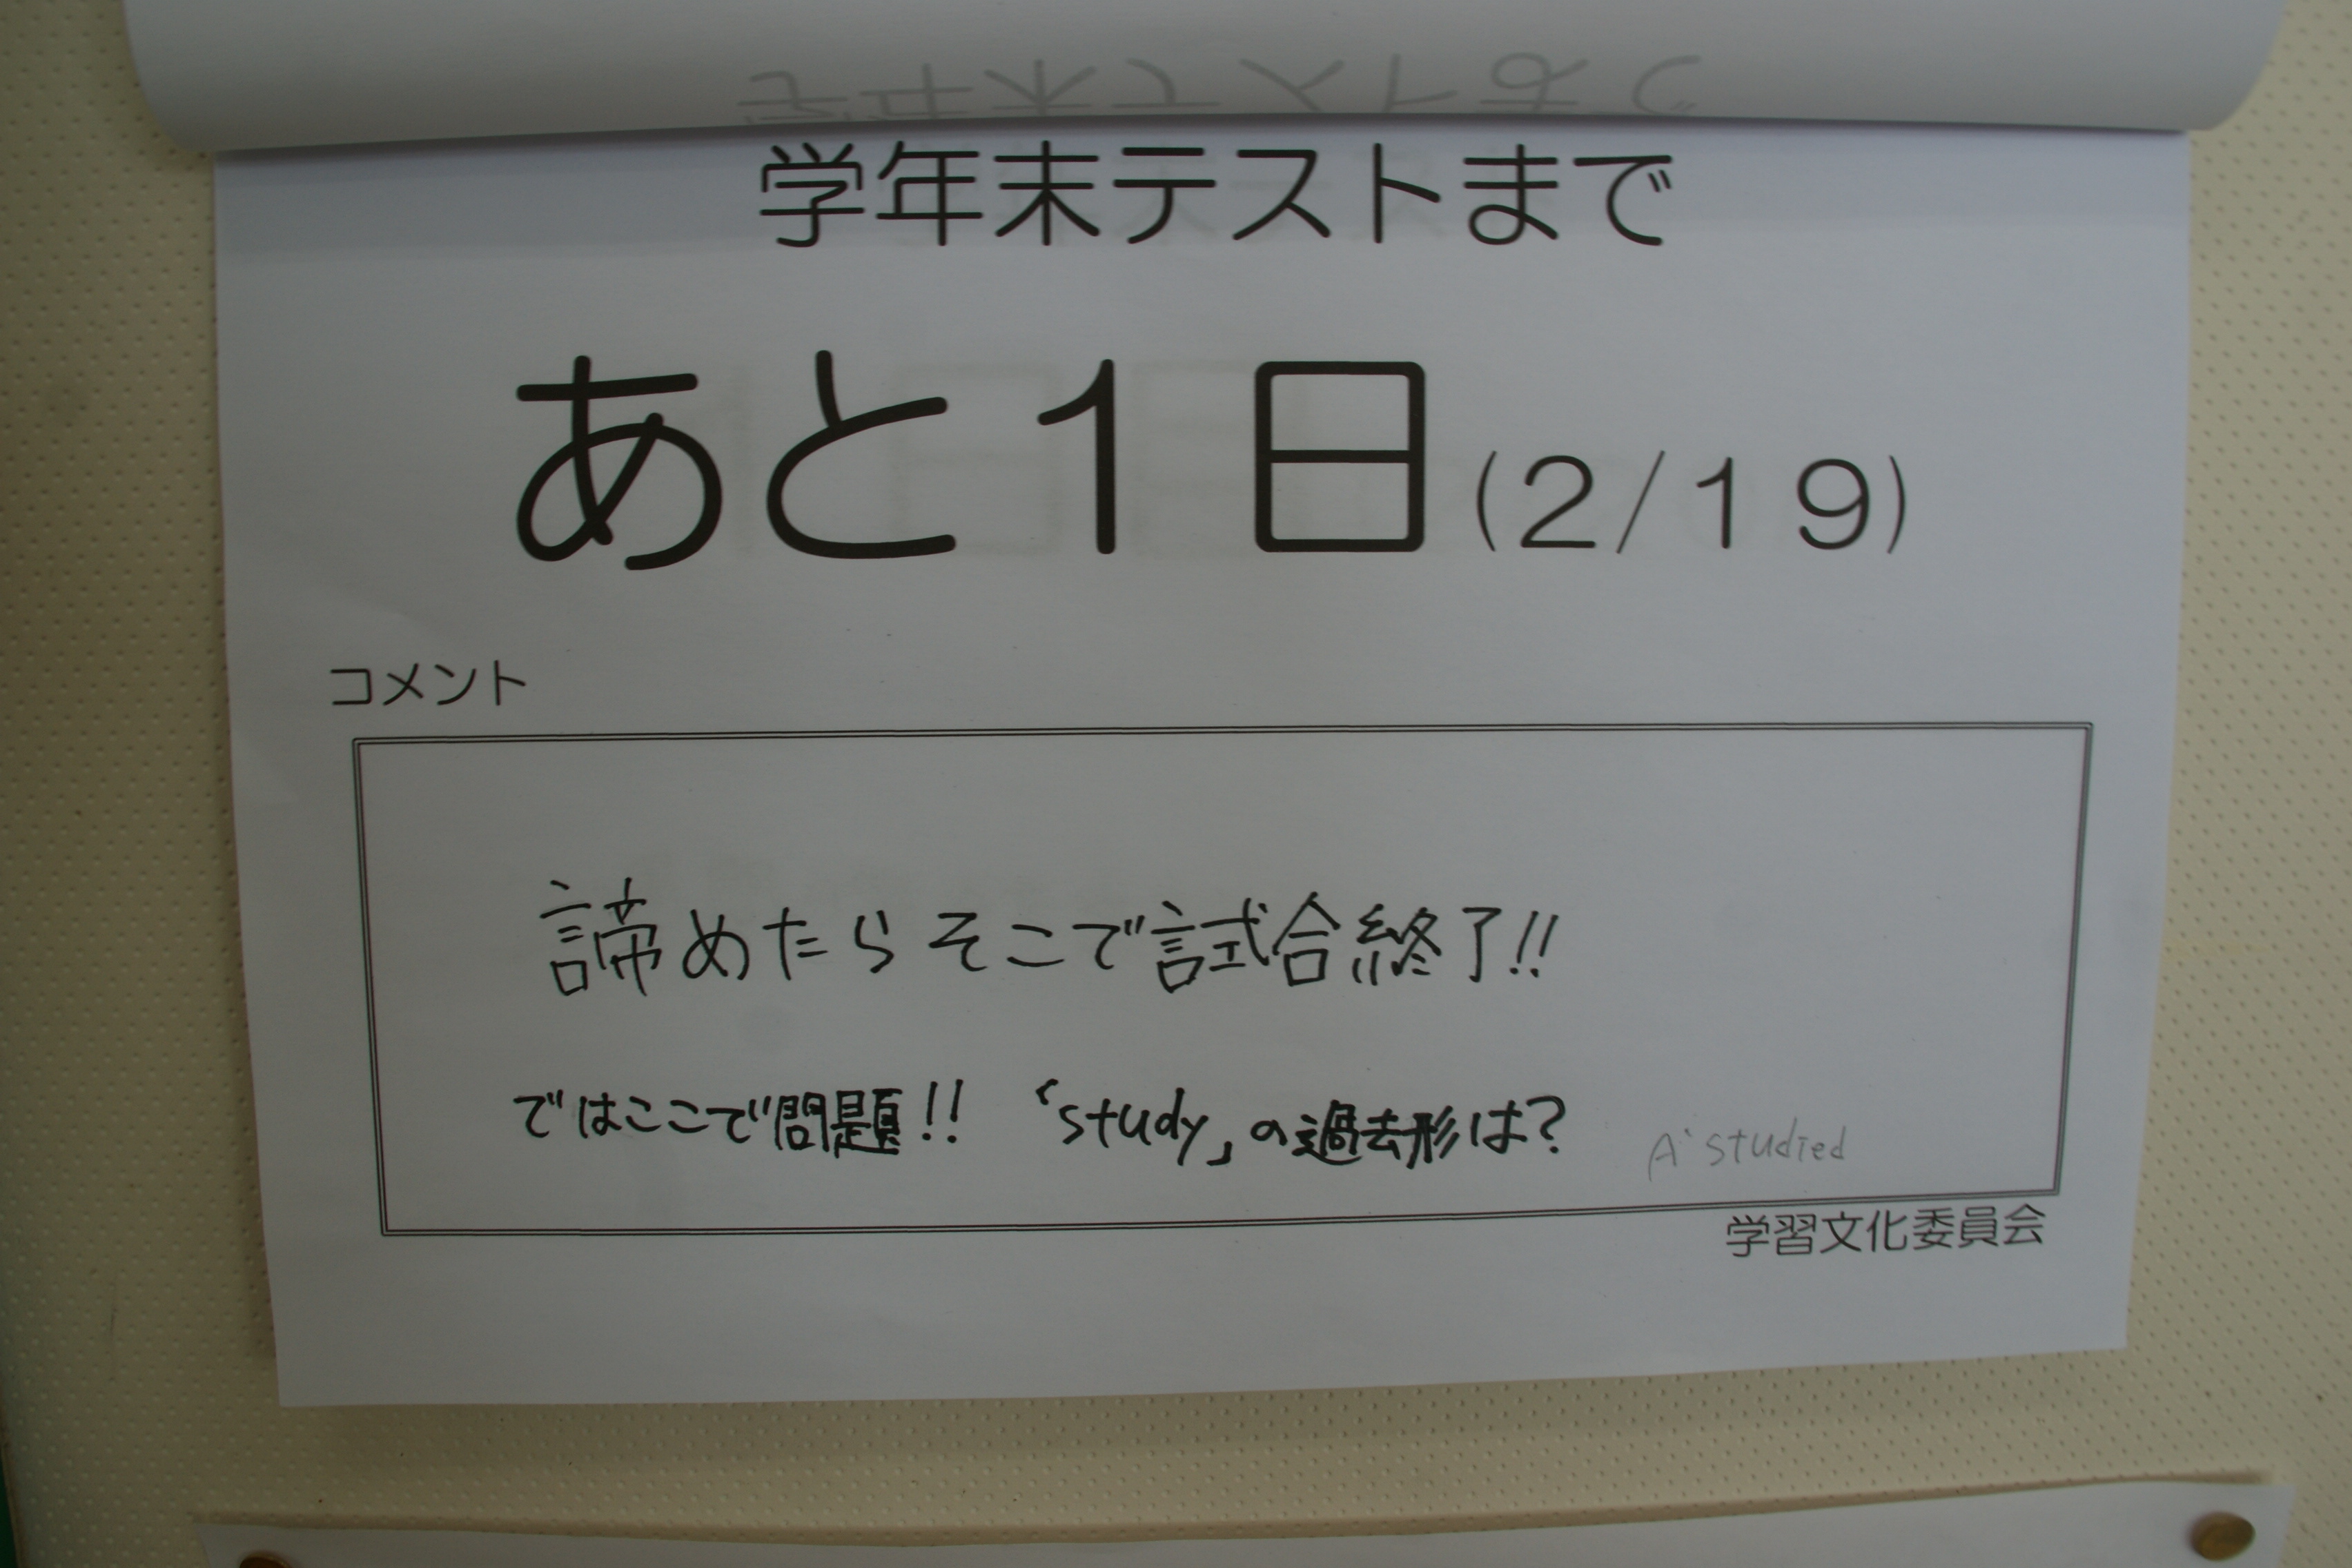 学年末テストまで
あと1日(2/19)
コメント
諦めたらそこで試合終了!!
ではここで問題!! 「study」の過去形は? A' studied
学習文化委員会